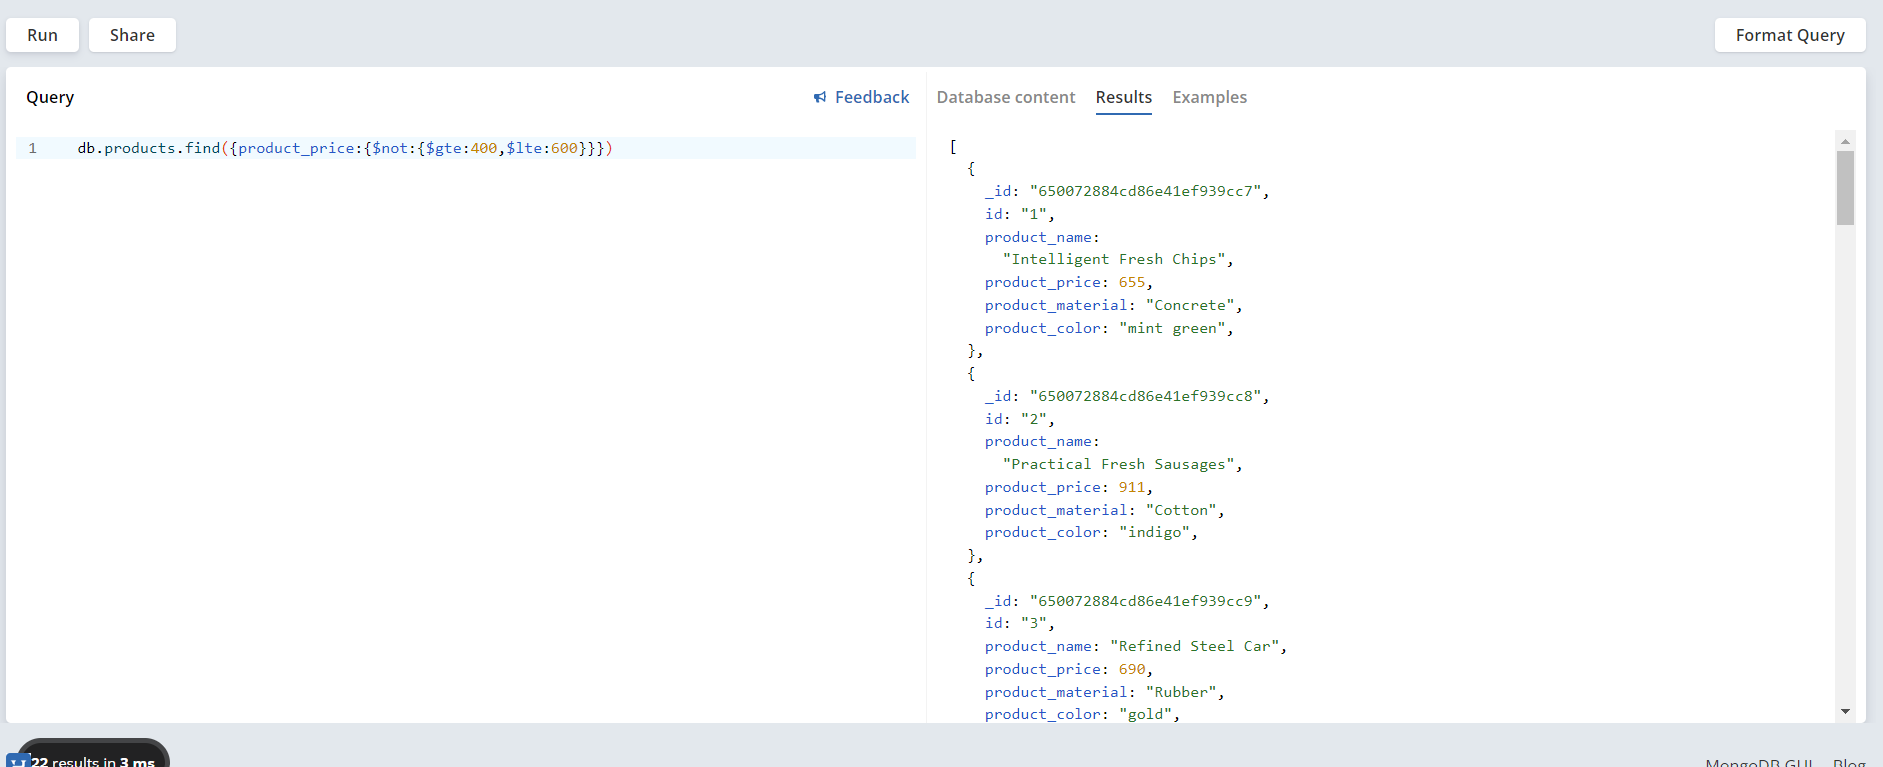 Run Share Format Query
Query Feedback Database content Results Examples
1 db.products.find({product_price:{$not:{$gte:400,$lte:600}}})
[
{
_id: "650072884cd86e41ef939cc7",
id: "1",
product_name:
"Intelligent Fresh Chips",
product_price: 655,
product_material: "Concrete",
product_color: "mint green",
},
{
_id: "650072884cd86e41ef939cc8",
id: "2",
product_name:
"Practical Fresh Sausages",
product_price: 911,
product_material: "Cotton",
product_color: "indigo",
},
{
_id: "650072884cd86e41ef939cc9",
id: "3",
product_name: "Refined Steel Car",
product_price: 690,
product_material: "Rubber",
product_color: "gold",
22 results in 3 ms
MongoDB GUI Blog